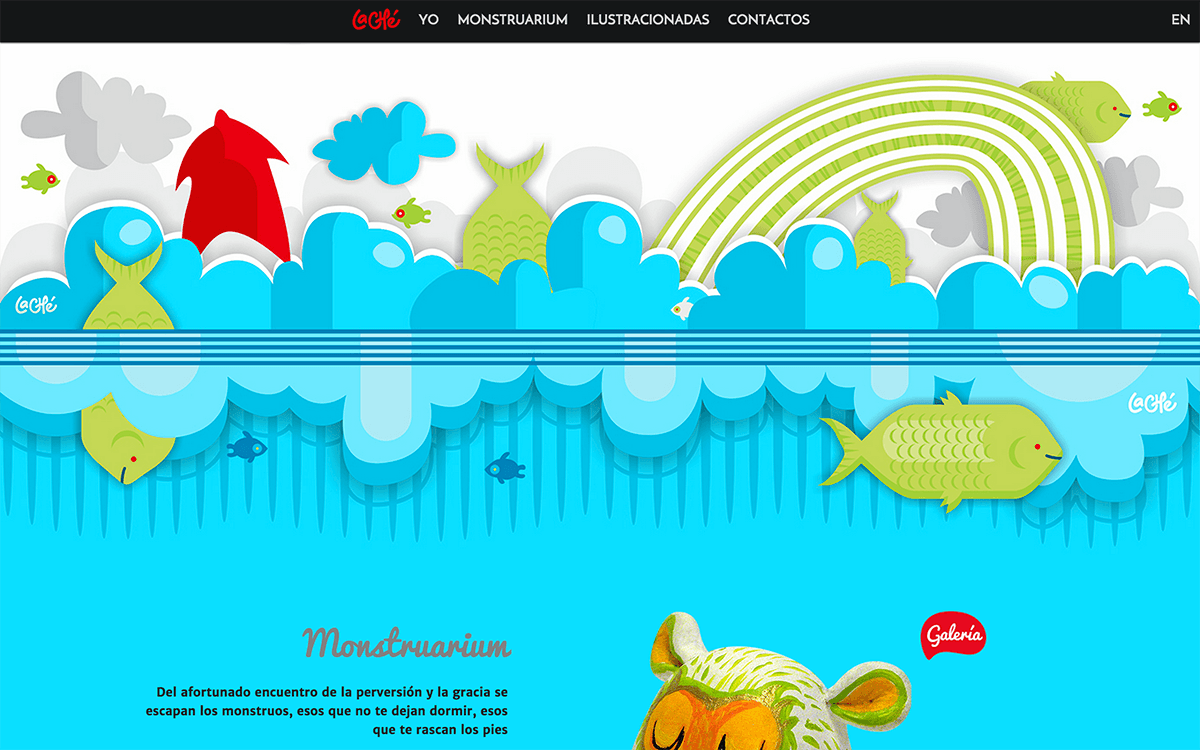 LaChé
YO
MONSTRUARIUM
ILUSTRACIONADAS
CONTACTOS
EN
LaChé
LaChé
Galería
Monstruarium
Del afortunado encuentro de la perversión y la gracia se
escapan los monstruos, esos que no te dejan dormir, esos
que te rascan los pies